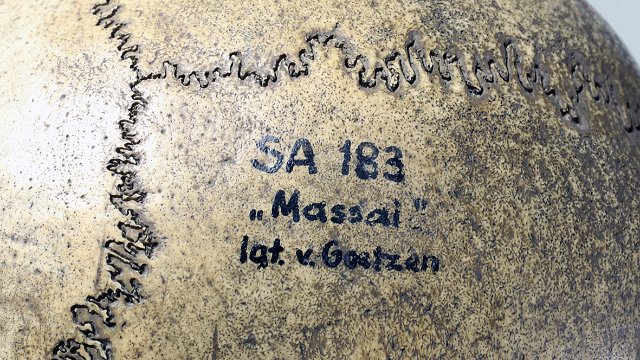 SA 183
„Massai"
lgt. v. Goetzen